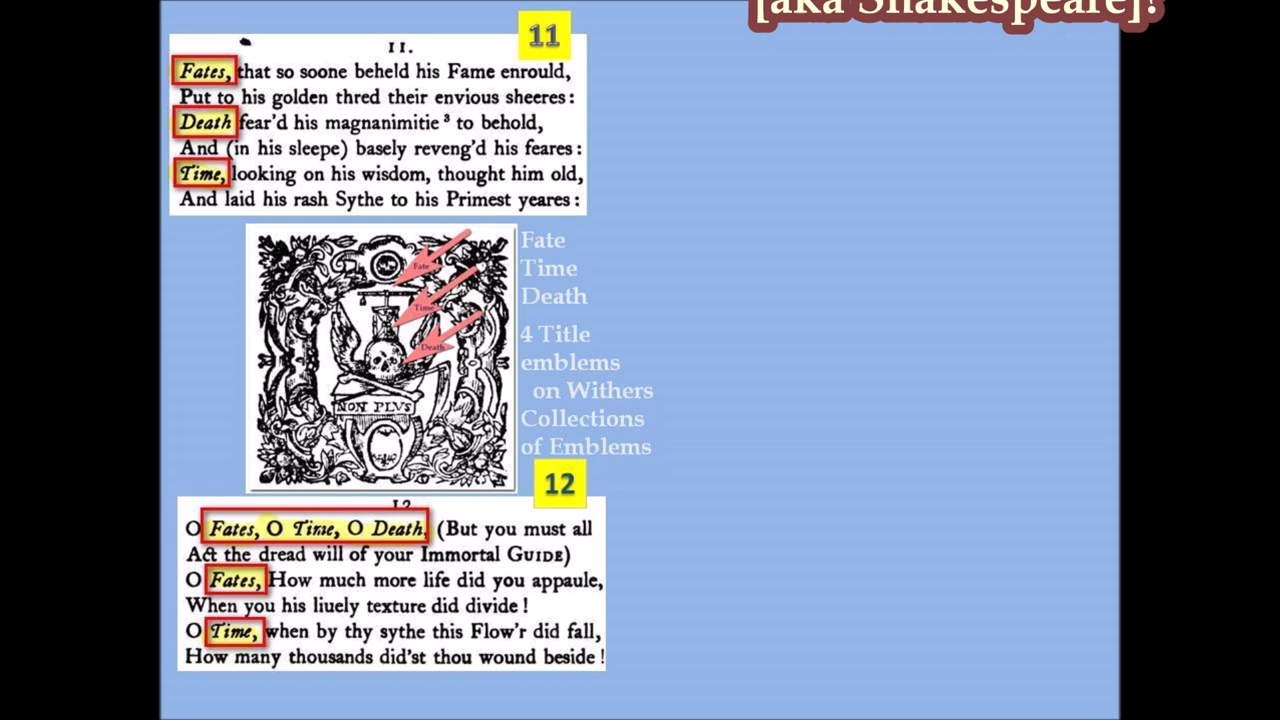 [aka Shakespeare]?
11
11.
Fates, that so soone beheld his Fame enrould,
Put to his golden thred their envious sheeres:
Death fear'd his magnanimitie ³ to behold,
And (in his sleepe) basely reveng'd his feares:
Time, looking on his wisdom, thought him old,
And laid his rash Sythe to his Primest yeares:
Fate
Time
Death
NON PLVS
Fate
Time
Death
4 Title
emblems
on Withers
Collections
of Emblems
12
12
O Fates, O Time, O Death, (But you must all
Act the dread will of your Immortal GUIDE)
O Fates, How much more life did you appaule,
When you his liuely texture did divide!
O Time, when by thy sythe this Flow'r did fall,
How many thousands did'st thou wound beside!